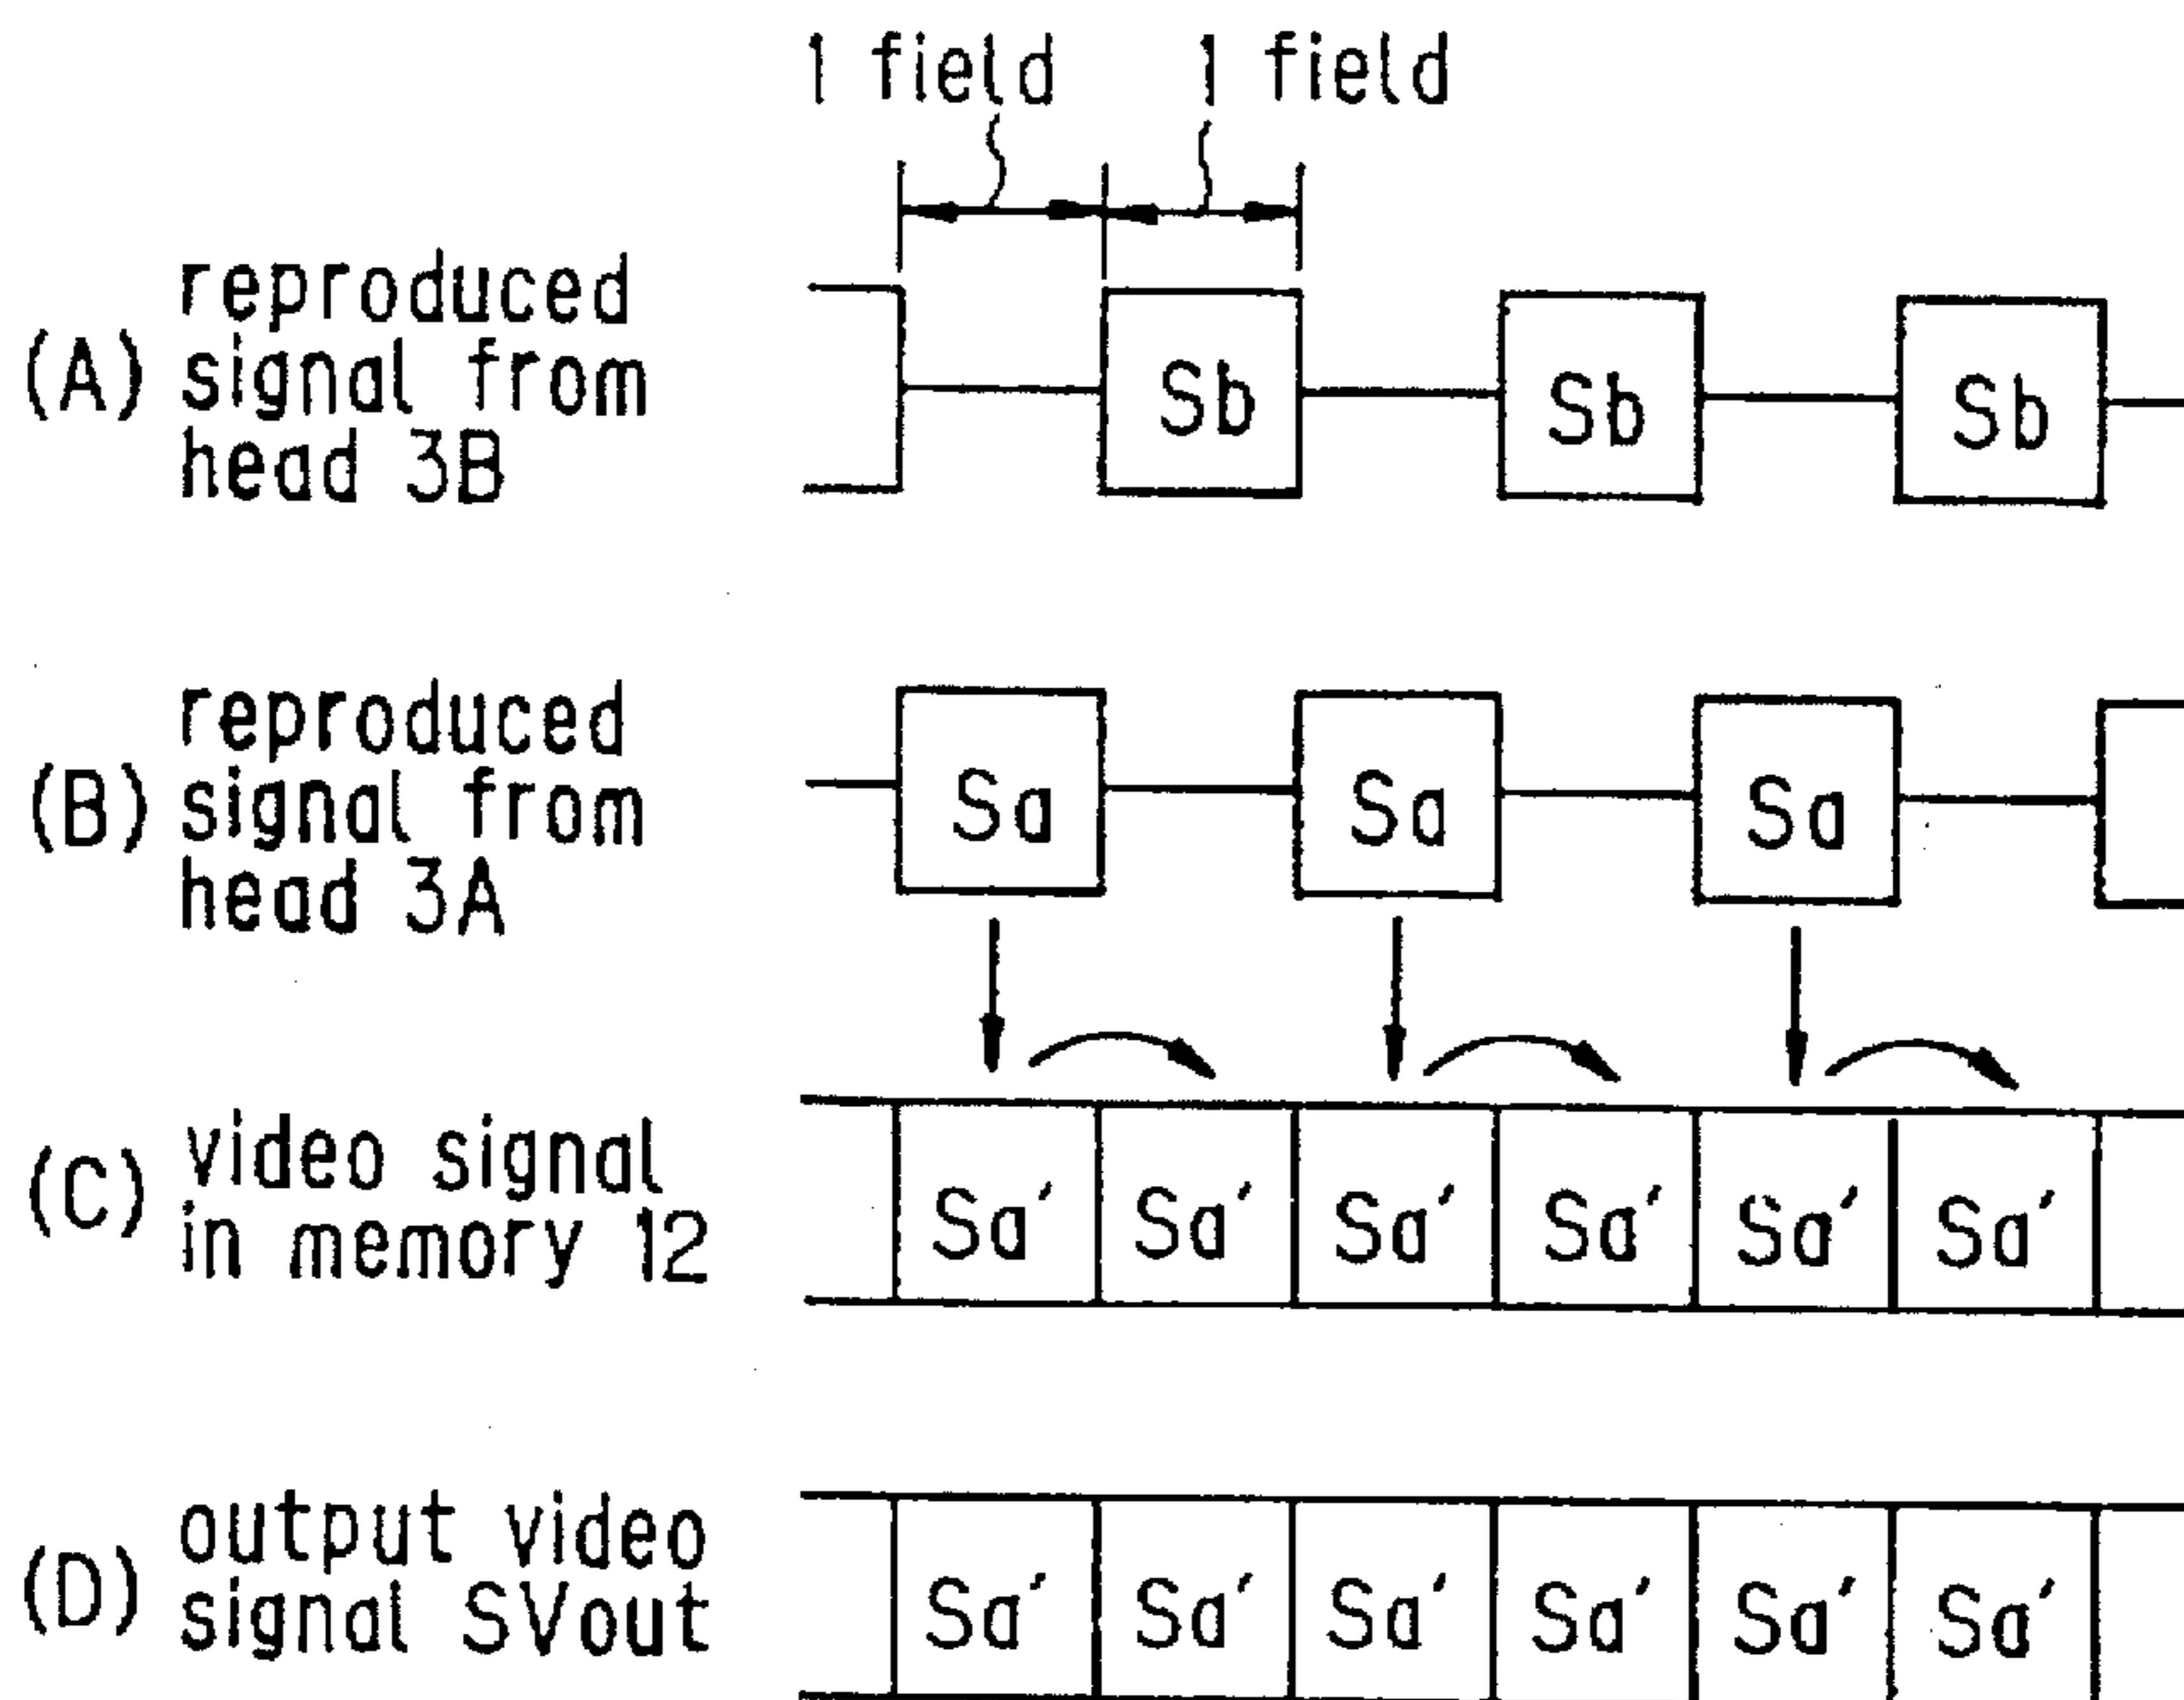 1 field 1 field
(A) reproduced
signal from
head 3B
Sb Sb Sb
(B) reproduced
signal from
head 3A
Sa Sa Sa
(C) video signal
in memory 12
Sa′ Sa′ Sa′ Sa′ Sa′ Sa′
(D) output video
signal SVout
Sa′ Sa′ Sa′ Sa′ Sa′ Sa′